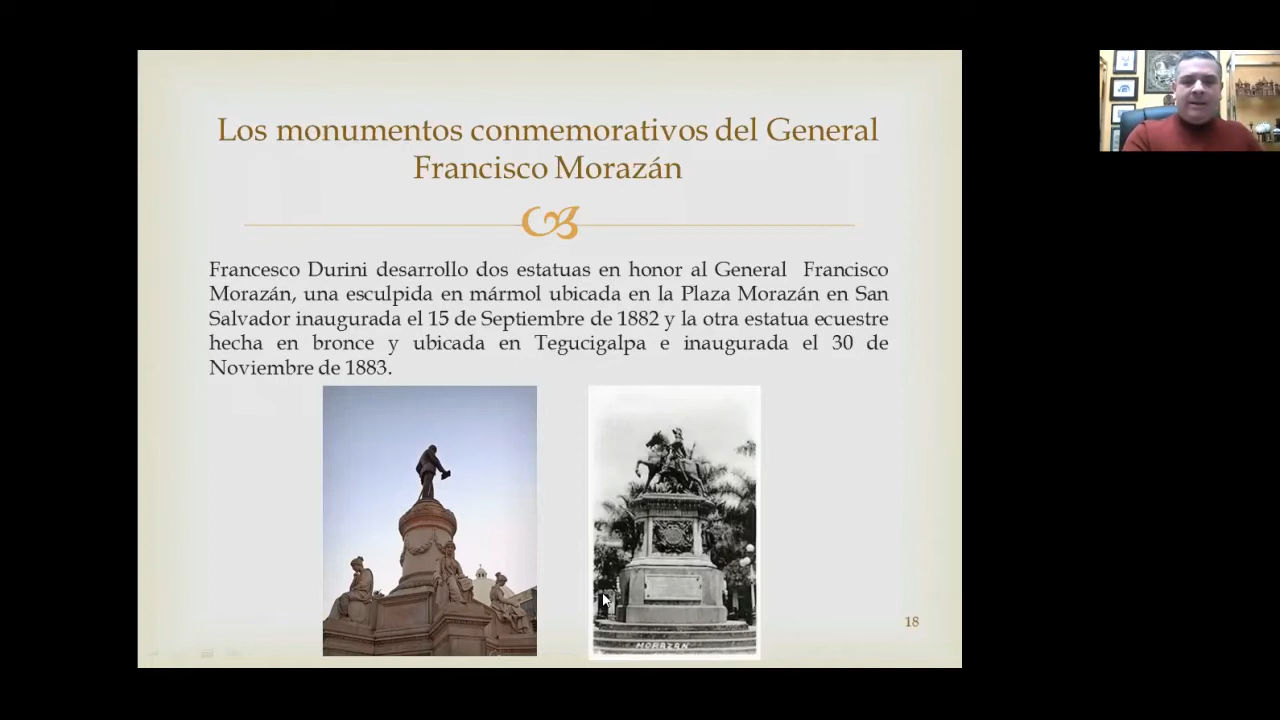 Los monumentos conmemorativos del General
Francisco Morazán
Francesco Durini desarrollo dos estatuas en honor al General Francisco
Morazán, una esculpida en mármol ubicada en la Plaza Morazán en San
Salvador inaugurada el 15 de Septiembre de 1882 y la otra estatua ecuestre
hecha en bronce y ubicada en Tegucigalpa e inaugurada el 30 de
Noviembre de 1883.
MORAZÁN
18